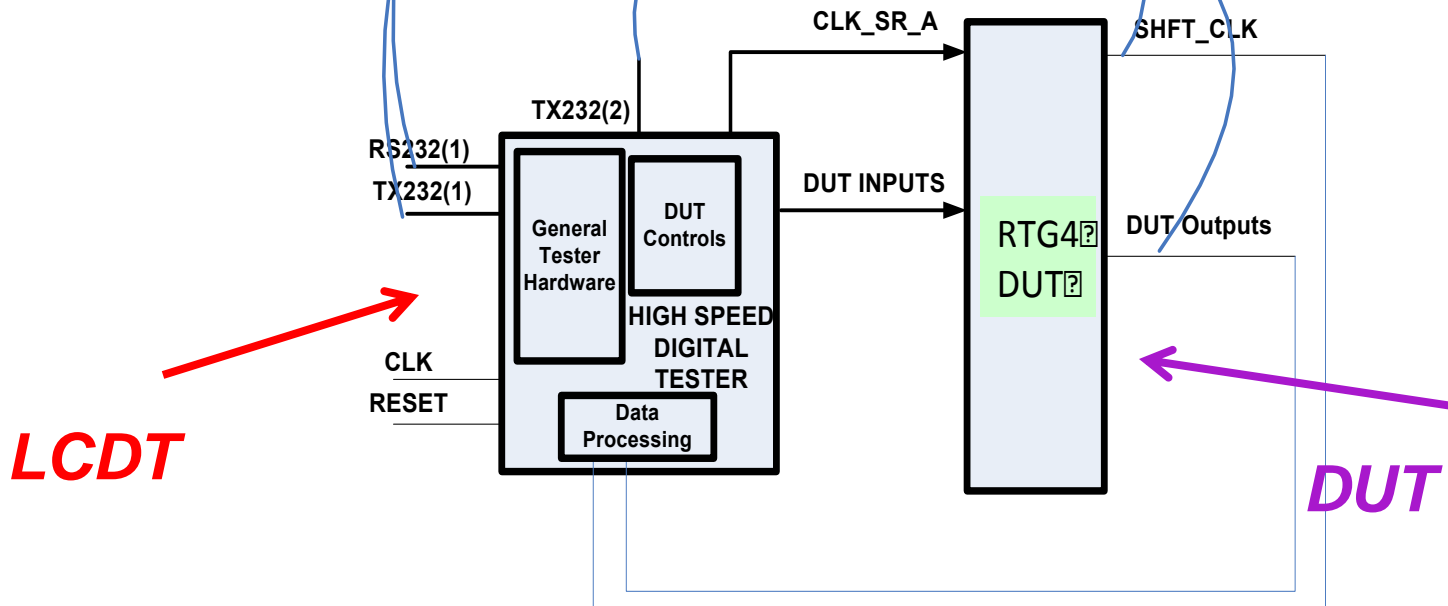 CLK_SR_A
SHFT_CLK
TX232(2)
RS232(1)
TX232(1)
DUT INPUTS
General
Tester
Hardware
DUT
Controls
RTG4
DUT
DUT Outputs
HIGH SPEED
DIGITAL
TESTER
CLK
RESET
Data
Processing
LCDT
DUT